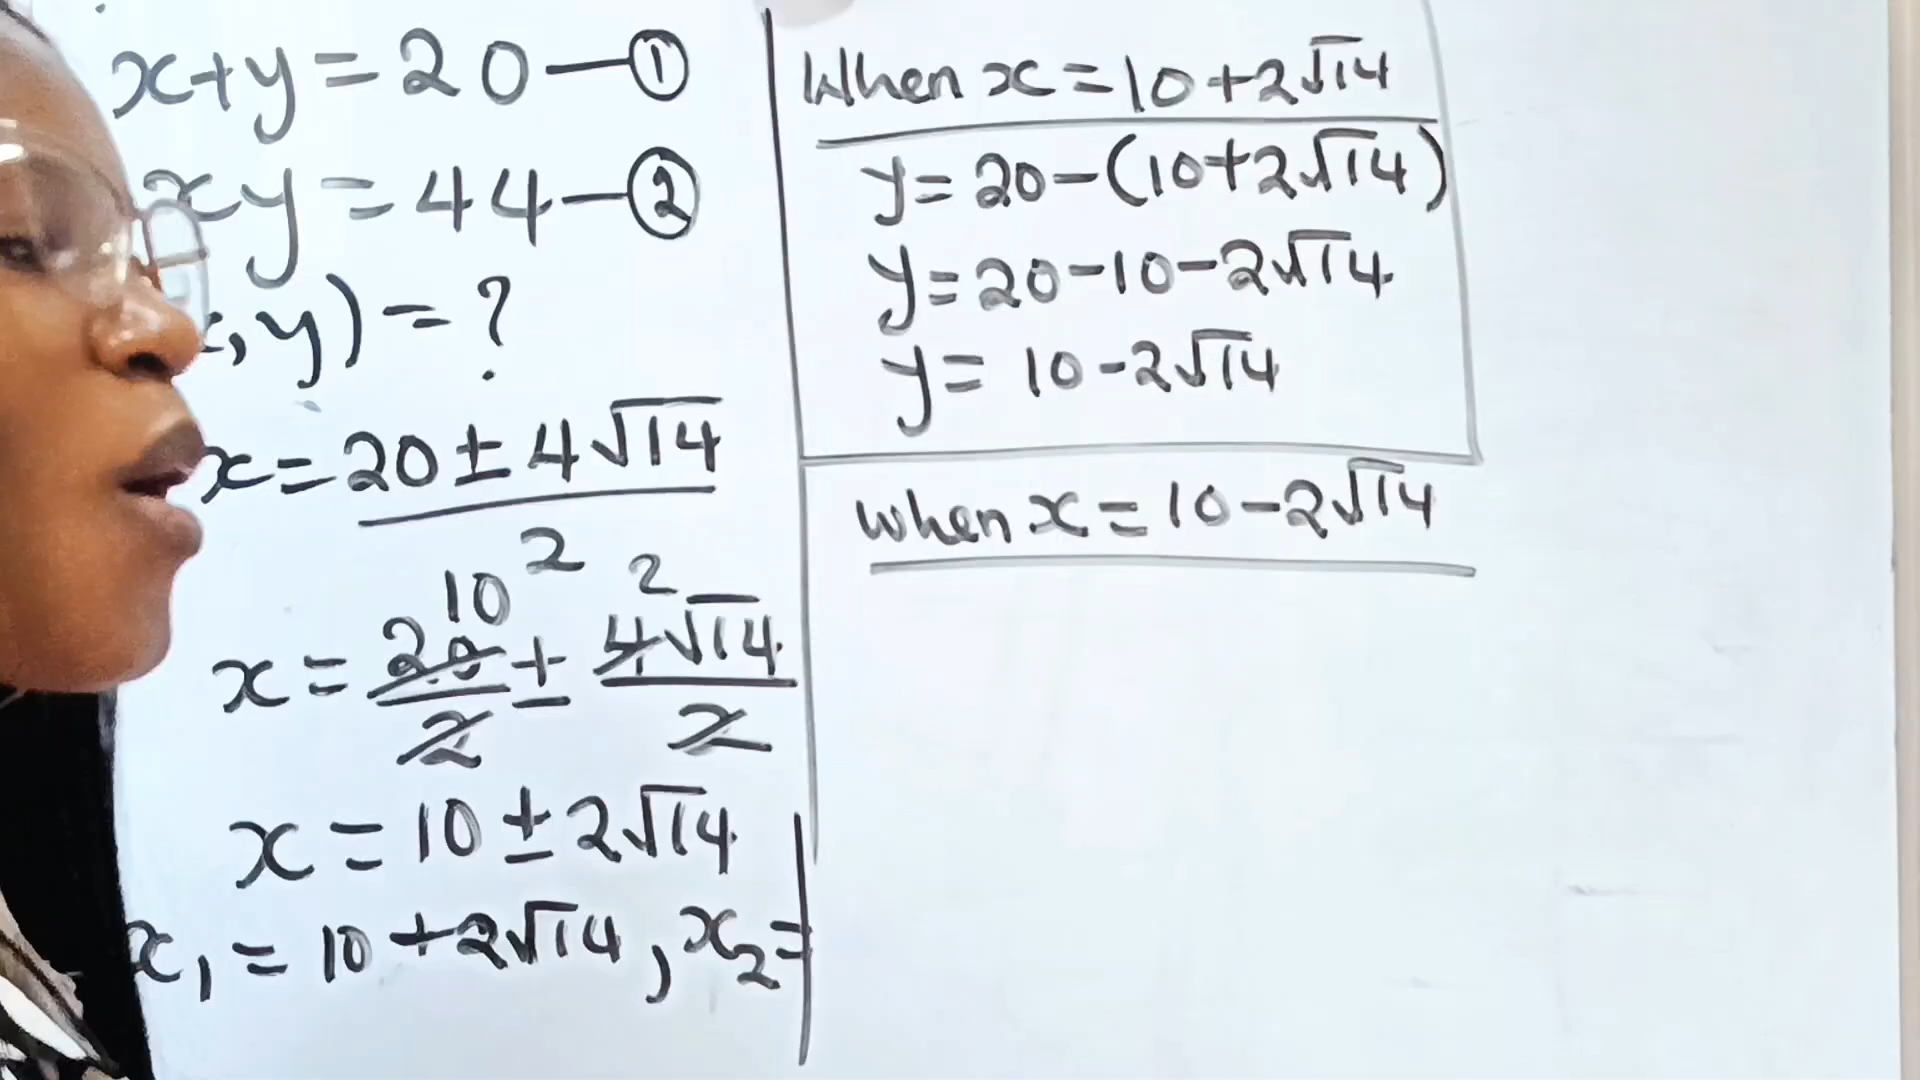 x+y=20—①
xy=44—②
,y)=?
x=20±4√14
2
10 2
x=20/2±4√14/2
x=10±2√14
x₁=10+2√14, x₂=
When x=10+2√14
y=20-(10+2√14)
y=20-10-2√14
y=10-2√14
When x=10-2√14